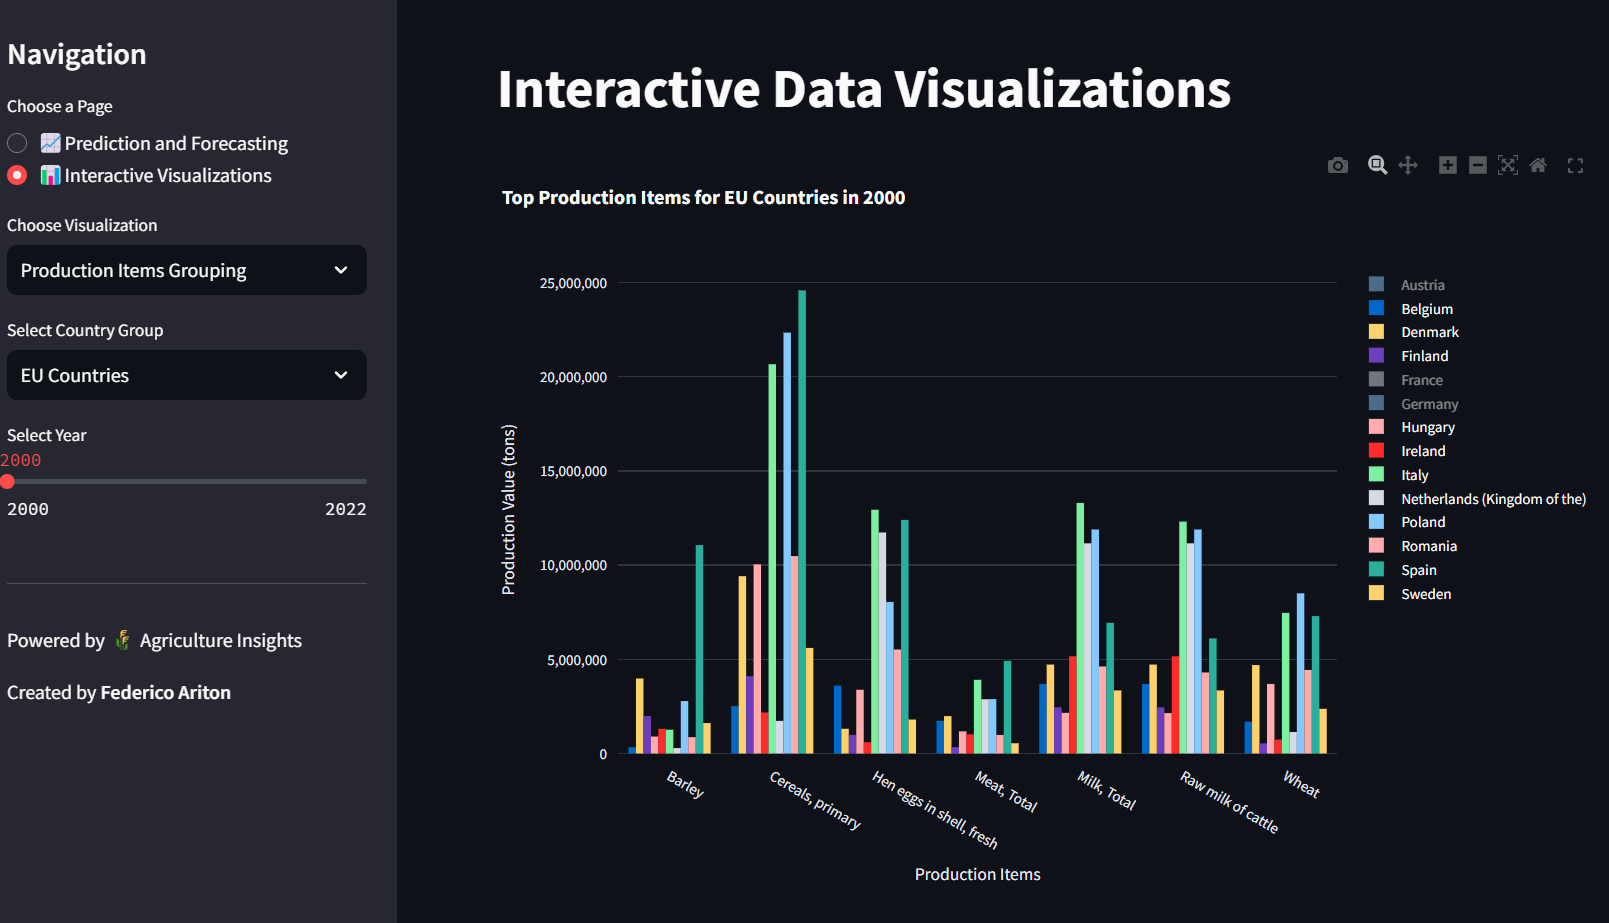 Navigation
Choose a Page
Prediction and Forecasting
Interactive Visualizations
Choose Visualization
Production Items Grouping
Select Country Group
EU Countries
Select Year
2000
2000 2022
Powered by Agriculture Insights
Created by Federico Ariton
Interactive Data Visualizations
Top Production Items for EU Countries in 2000
Production Value (tons)
25,000,000
20,000,000
15,000,000
10,000,000
5,000,000
0
Barley
Cereals, primary
Hen eggs in shell, fresh
Meat, Total
Milk, Total
Raw milk of cattle
Wheat
Production Items
Austria
Belgium
Denmark
Finland
France
Germany
Hungary
Ireland
Italy
Netherlands (Kingdom of the)
Poland
Romania
Spain
Sweden